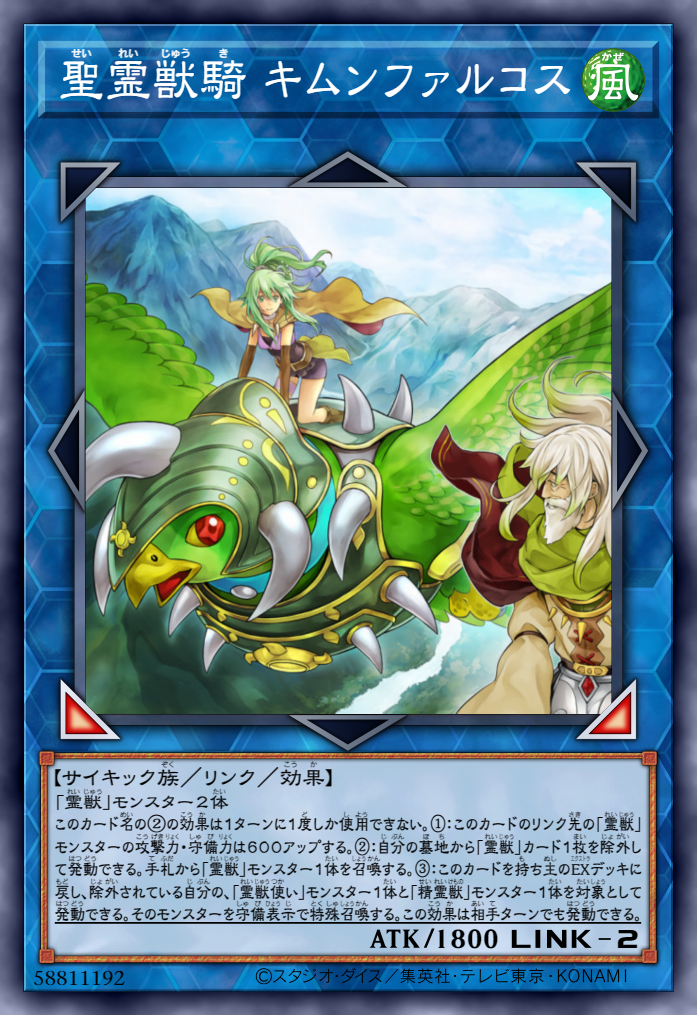 聖霊獣騎 キムンファルコス 風
【サイキック族／リンク／効果】
「霊獣」モンスター２体
このカード名の②の効果は１ターンに１度しか使用できない。①：このカードのリンク先の「霊獣」
モンスターの攻撃力・守備力は６００アップする。②：自分の墓地から「霊獣」カード１枚を除外し
て発動できる。手札から「霊獣」モンスター１体を召喚する。③：このカードを持ち主のEXデッキに
戻し、除外されている自分の、「霊獣使い」モンスター１体と「精霊獣」モンスター１体を対象として
発動できる。そのモンスターを守備表示で特殊召喚する。この効果は相手ターンでも発動できる。
ATK/1800 LINK-2
58811192 ©スタジオ・ダイス／集英社・テレビ東京・KONAMI